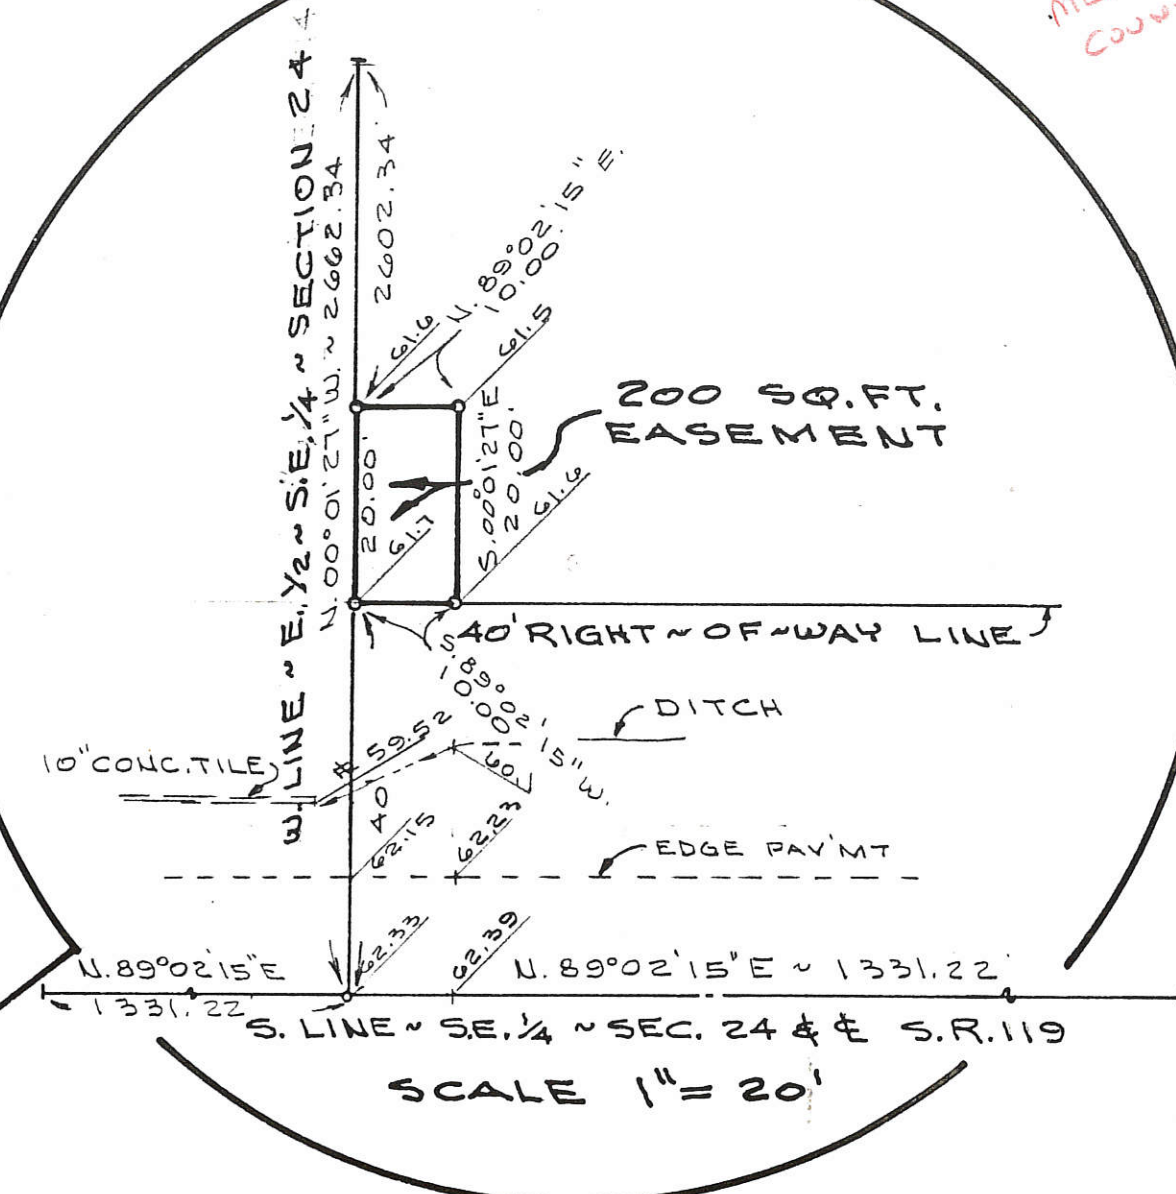 COUN
W. LINE ~ E. 1/2 ~ S.E. 1/4 ~ SECTION 24
N. 00°01'27"W. ~ 2662.34
2602.34
N. 89°02'15"E.
10.00
61.6
61.5
200 SQ.FT.
EASEMENT
20.00'
S.00°01'27"E
20.00'
61.7
61.6
40' RIGHT~OF~WAY LINE
S. 89°02'15"W.
10.00
DITCH
59.52
60.7
10" CONC. TILE
40
62.15
62.23
EDGE PAV'MT
62.33
62.39
N. 89°02'15"E
1331.22
N. 89°02'15"E ~ 1331.22'
S. LINE ~ S.E. 1/4 ~ SEC. 24 & ℄ S.R. 119
SCALE 1" = 20'